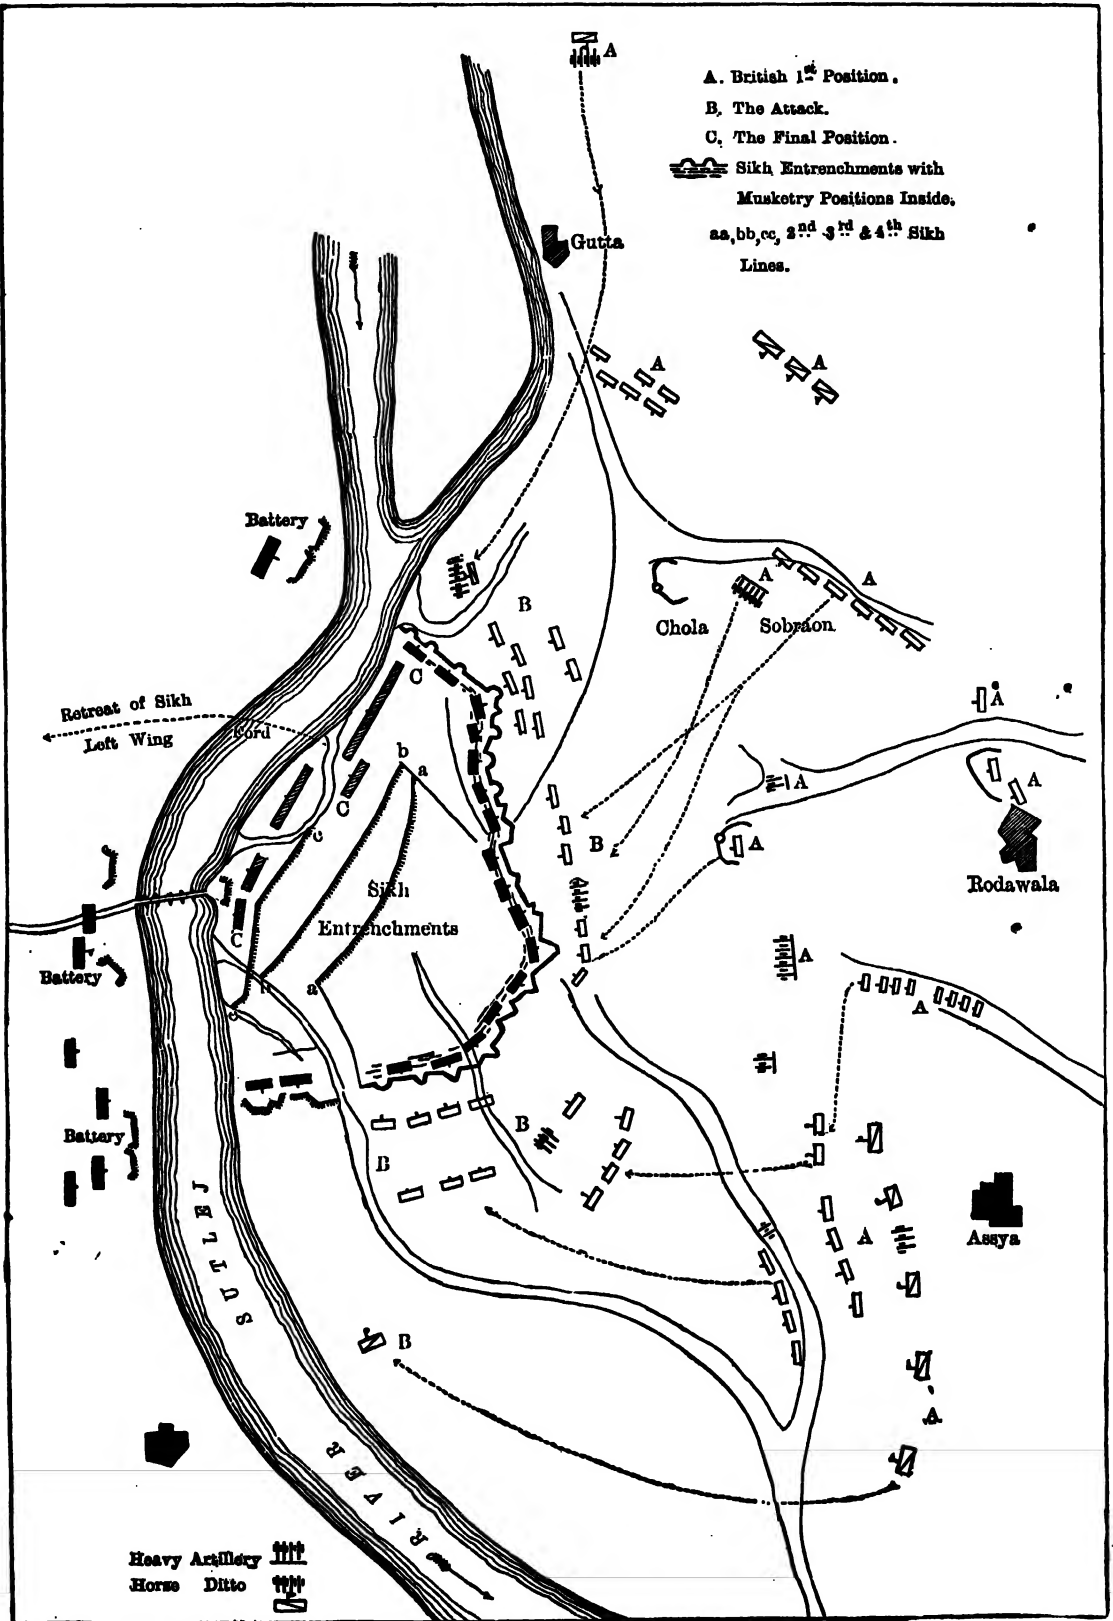 A
A. British 1st Position.
B. The Attack.
C. The Final Position.
Sikh Entrenchments with
Musketry Positions Inside.
aa, bb, cc, 2nd 3rd & 4th Sikh
Lines.
Gutta
A
A
Battery
B
A
A
Chola
Sobraon
C
Retreat of Sikh
Left Wing
Ford
A
b
a
A
A
C
c
B
A
Sikh
Rodawala
Entrenchments
C
A
Battery
b
a
A
c
B
Battery
B
A
Assya
SUTLEJ
B
A
RIVER
Heavy Artillery
Horse Ditto